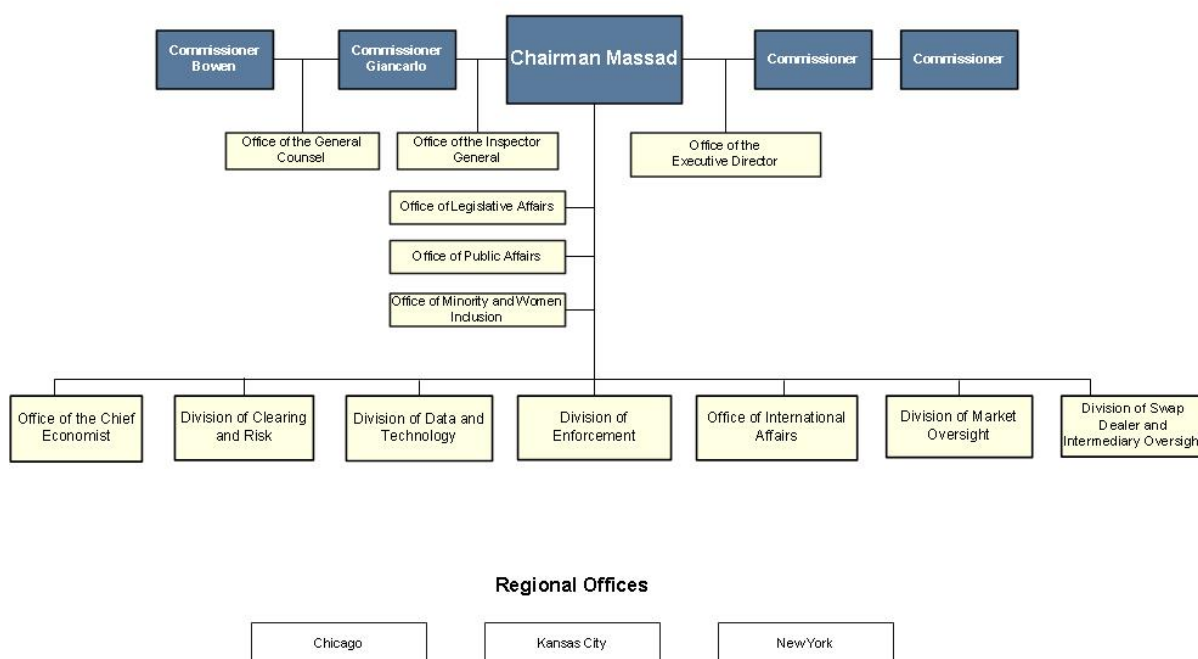 Commissioner
Bowen
Commissioner
Giancarlo
Chairman Massad
Commissioner
Commissioner
Office of the General
Counsel
Office of the Inspector
General
Office of the
Executive Director
Office of Legislative Affairs
Office of Public Affairs
Office of Minority and Women
Inclusion
Office of the Chief
Economist
Division of Clearing
and Risk
Division of Data and
Technology
Division of
Enforcement
Office of International
Affairs
Division of Market
Oversight
Division of Swap
Dealer and
Intermediary Oversigh
Regional Offices
Chicago
Kansas City
New York